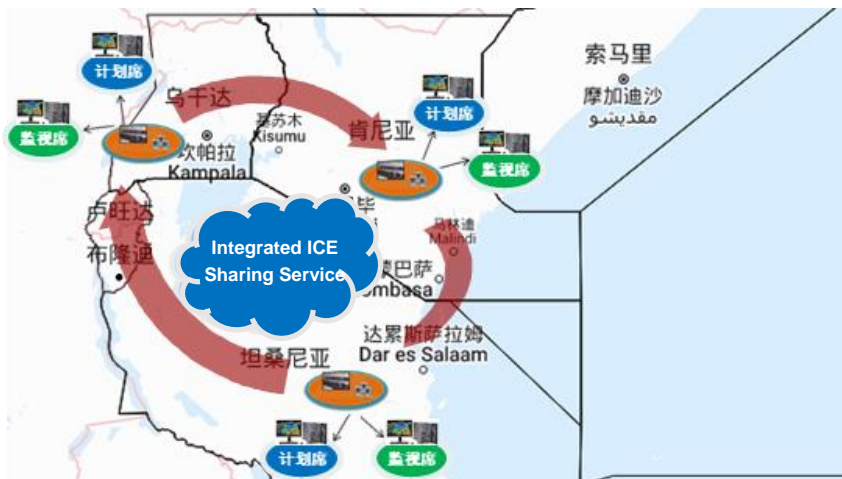 索马里
摩加迪沙
مقديشو
计划席
监视席
乌干达
坎帕拉
Kampala
基苏木
Kisumu
肯尼亚
计划席
监视席
卢旺达
布隆迪
Integrated ICE
Sharing Service
毕
马林迪
Malindi
蒙巴萨
ombasa
达累斯萨拉姆
Dar es Salaam
坦桑尼亚
计划席
监视席